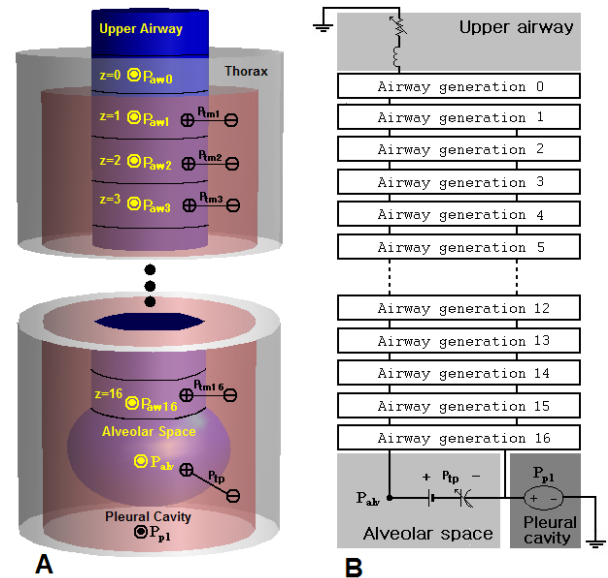 Upper Airway
Thorax
z=0 Paw0
z=1 Paw1 Ptm1
z=2 Paw2 Ptm2
z=3 Paw3 Ptm3
z=16 Paw16 Ptm16
Alveolar Space
Palv
Ptp
Pleural Cavity
Ppl
A
Upper airway
Airway generation 0
Airway generation 1
Airway generation 2
Airway generation 3
Airway generation 4
Airway generation 5
Airway generation 12
Airway generation 13
Airway generation 14
Airway generation 15
Airway generation 16
+ Ptp −
Palv
Alveolar space
Ppl
+ −
Pleural
cavity
B